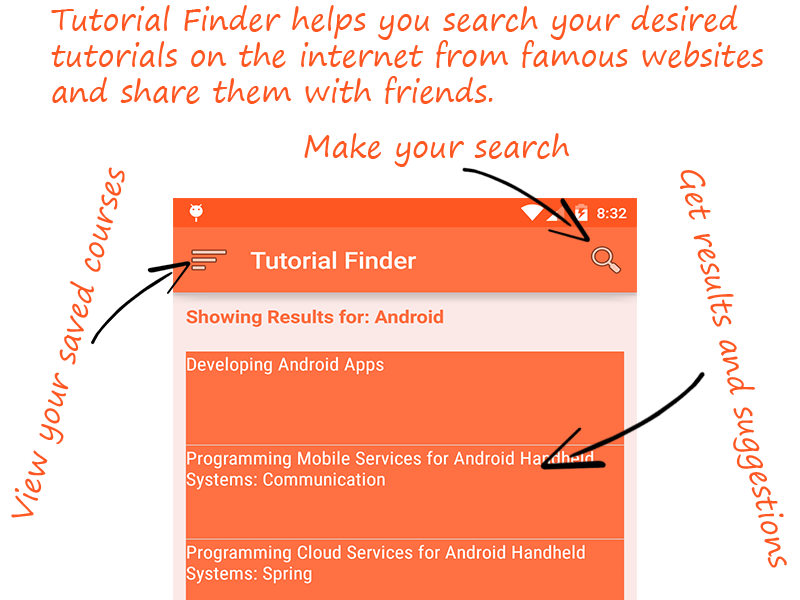 Tutorial Finder helps you search your desired
tutorials on the internet from famous websites
and share them with friends.
Make your search
View your saved courses
Get results and suggestions
8:32
Tutorial Finder
Showing Results for: Android
Developing Android Apps
Programming Mobile Services for Android Handheld
Systems: Communication
Programming Cloud Services for Android Handheld
Systems: Spring